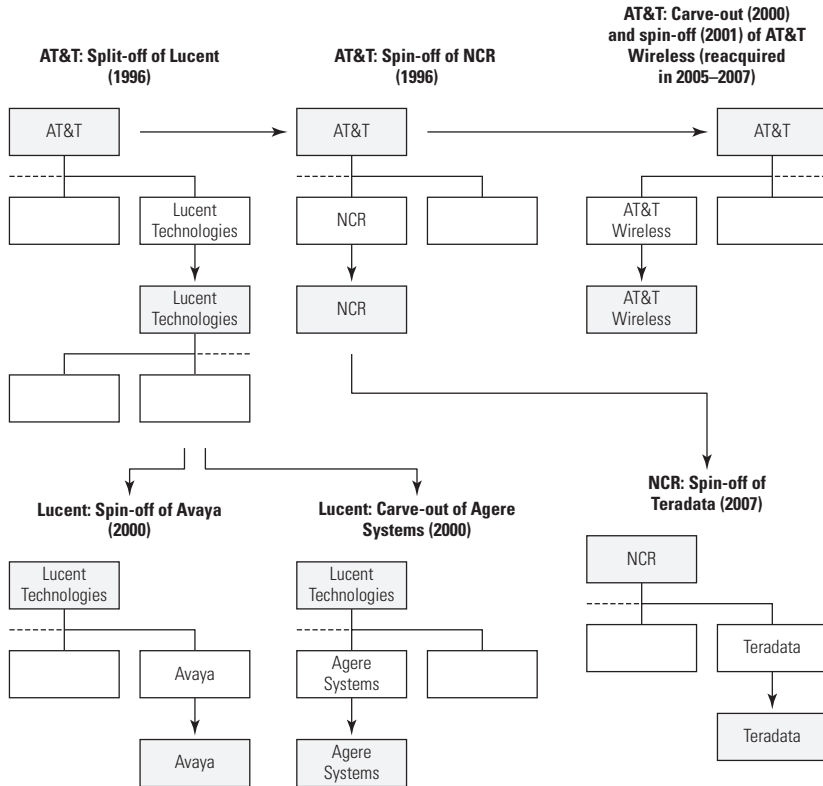 AT&T: Split-off of Lucent
(1996)
AT&T: Spin-off of NCR
(1996)
AT&T: Carve-out (2000)
and spin-off (2001) of AT&T
Wireless (reacquired
in 2005–2007)
AT&T
AT&T
AT&T
Lucent
Technologies
NCR
AT&T
Wireless
Lucent
Technologies
NCR
AT&T
Wireless
Lucent: Spin-off of Avaya
(2000)
Lucent: Carve-out of Agere
Systems (2000)
NCR: Spin-off of
Teradata (2007)
Lucent
Technologies
Lucent
Technologies
NCR
Avaya
Agere
Systems
Teradata
Avaya
Agere
Systems
Teradata